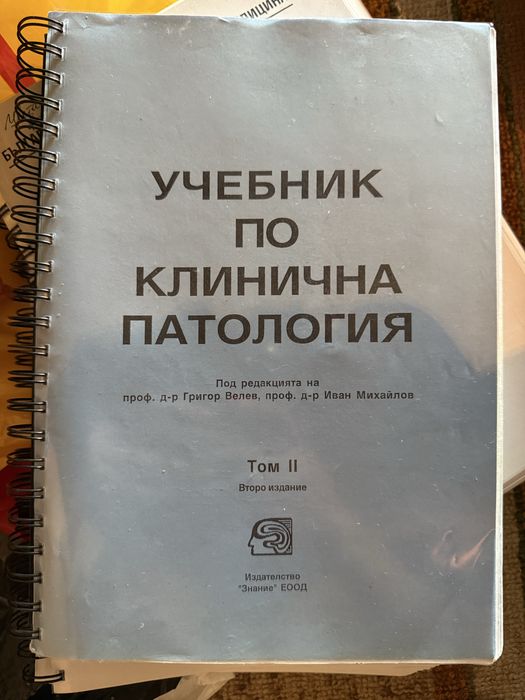 УЧЕБНИК
ПО
КЛИНИЧНА
ПАТОЛОГИЯ
Под редакцията на
проф. д-р Григор Велев, проф. д-р Иван Михайлов
Том II
Второ издание
Издателство
"Знание" ЕООД